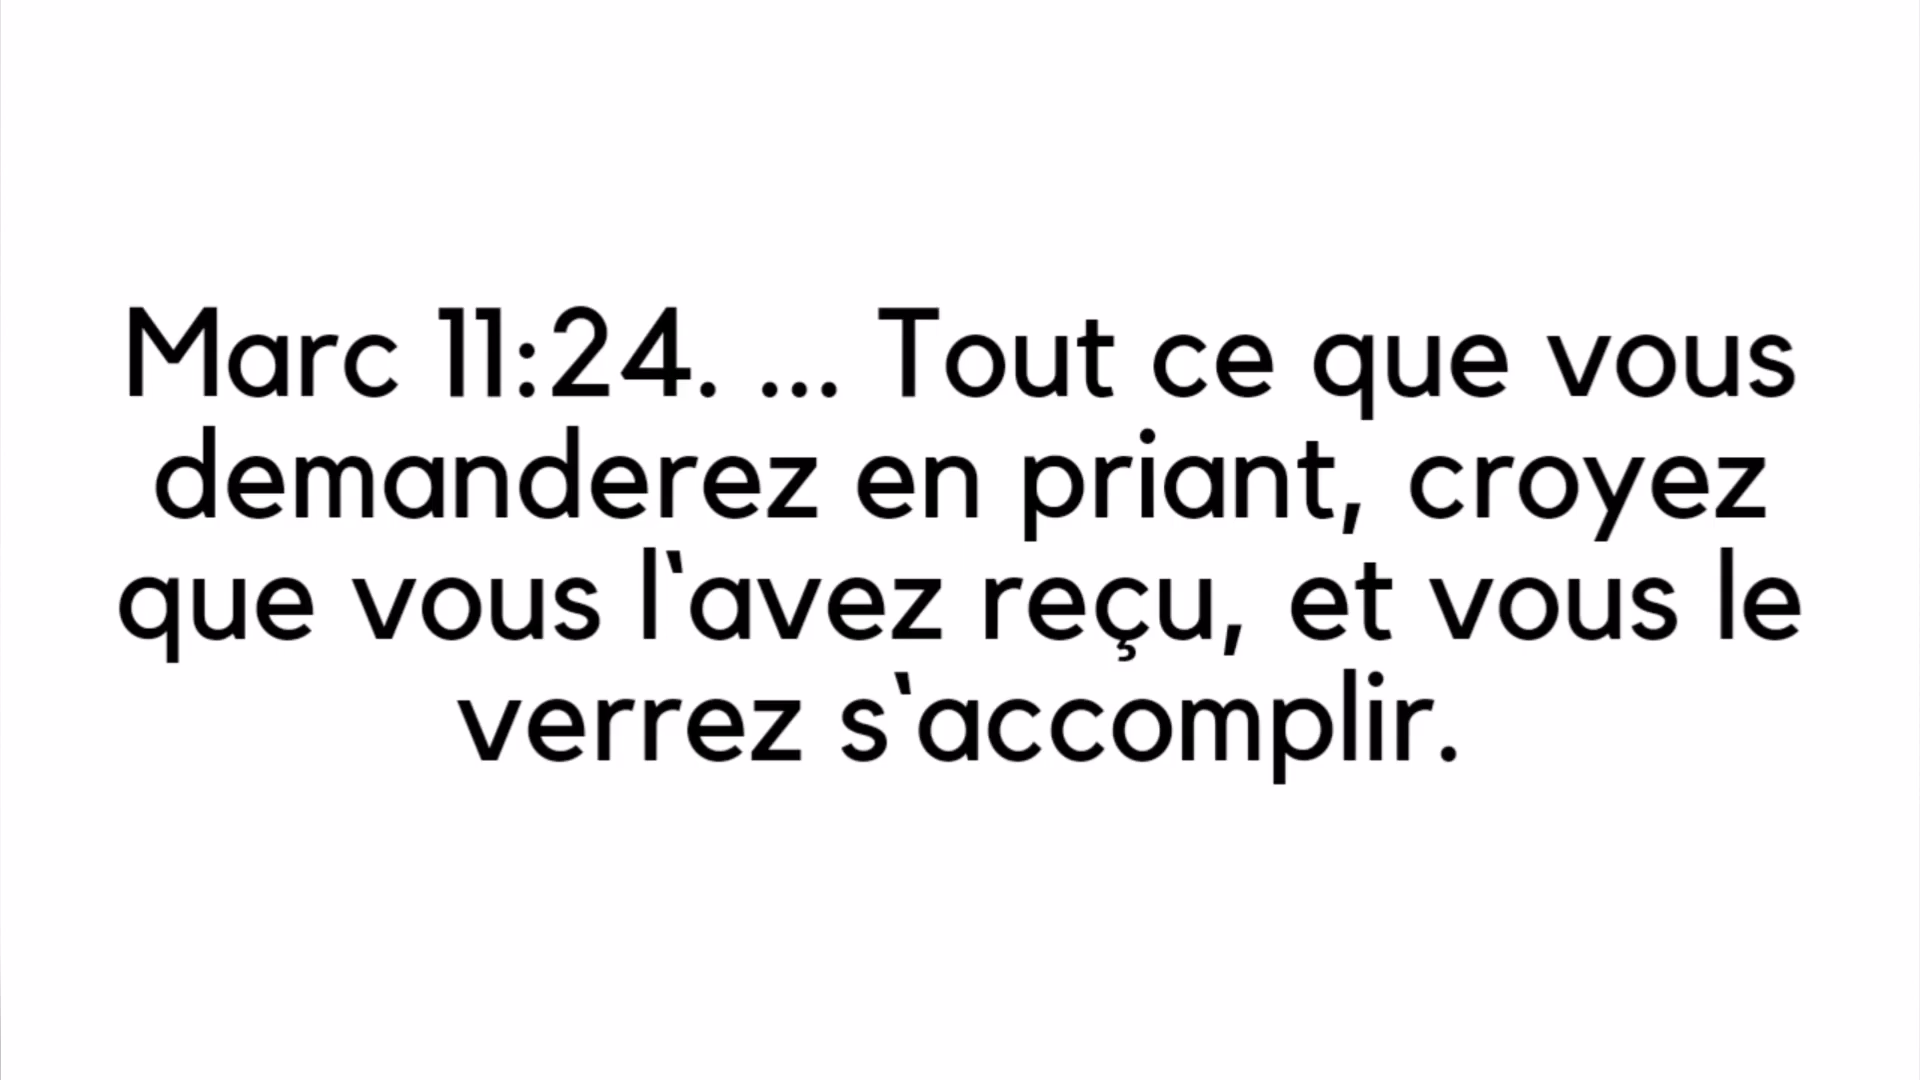 Marc 11:24. ... Tout ce que vous
demanderez en priant, croyez
que vous l‛avez reçu, et vous le
verrez s‛accomplir.